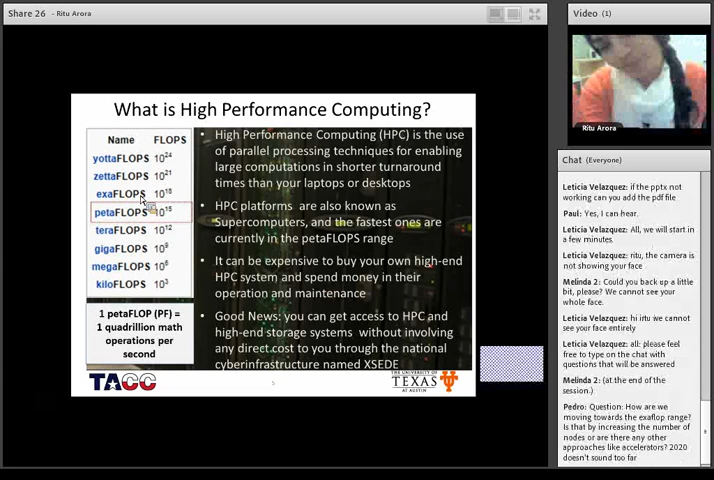 Share 26 - Ritu Arora
Video (1)
What is High Performance Computing?
Name FLOPS
yottaFLOPS 10^24
zettaFLOPS 10^21
exaFLOPS 10^18
petaFLOPS 10^15
teraFLOPS 10^12
gigaFLOPS 10^9
megaFLOPS 10^6
kiloFLOPS 10^3
1 petaFLOP (PF) =
1 quadrillion math
operations per
second
• High Performance Computing (HPC) is the use
of parallel processing techniques for enabling
large computations in shorter turnaround
times than your laptops or desktops
• HPC platforms are also known as
Supercomputers, and the fastest ones are
currently in the petaFLOPS range
• It can be expensive to buy your own high-end
HPC system and spend money in their
operation and maintenance
• Good News: you can get access to HPC and
high-end storage systems without involving
any direct cost to you through the national
cyberinfrastructure named XSEDE
TACC
5
THE UNIVERSITY OF
TEXAS
AT AUSTIN
Ritu Arora
Chat (Everyone)
Leticia Velazquez: if the pptx not
working can you add the pdf file
Paul: Yes, I can hear.
Leticia Velazquez: All, we will start in
a few minutes.
Leticia Velazquez: ritu, the camera is
not showing your face
Melinda 2: Could you back up a little
bit, please? We cannot see your
whole face.
Leticia Velazquez: hi irtu we cannot
see your face entirely
Leticia Velazquez: all: please feel
free to type on the chat with
questions that will be answered
Melinda 2: (at the end of the
session.)
Pedro: Question: How are we
moving towards the exaflop range?
Is that by increasing the number of
nodes or are there any other
approaches like accelerators? 2020
doesn't sound too far